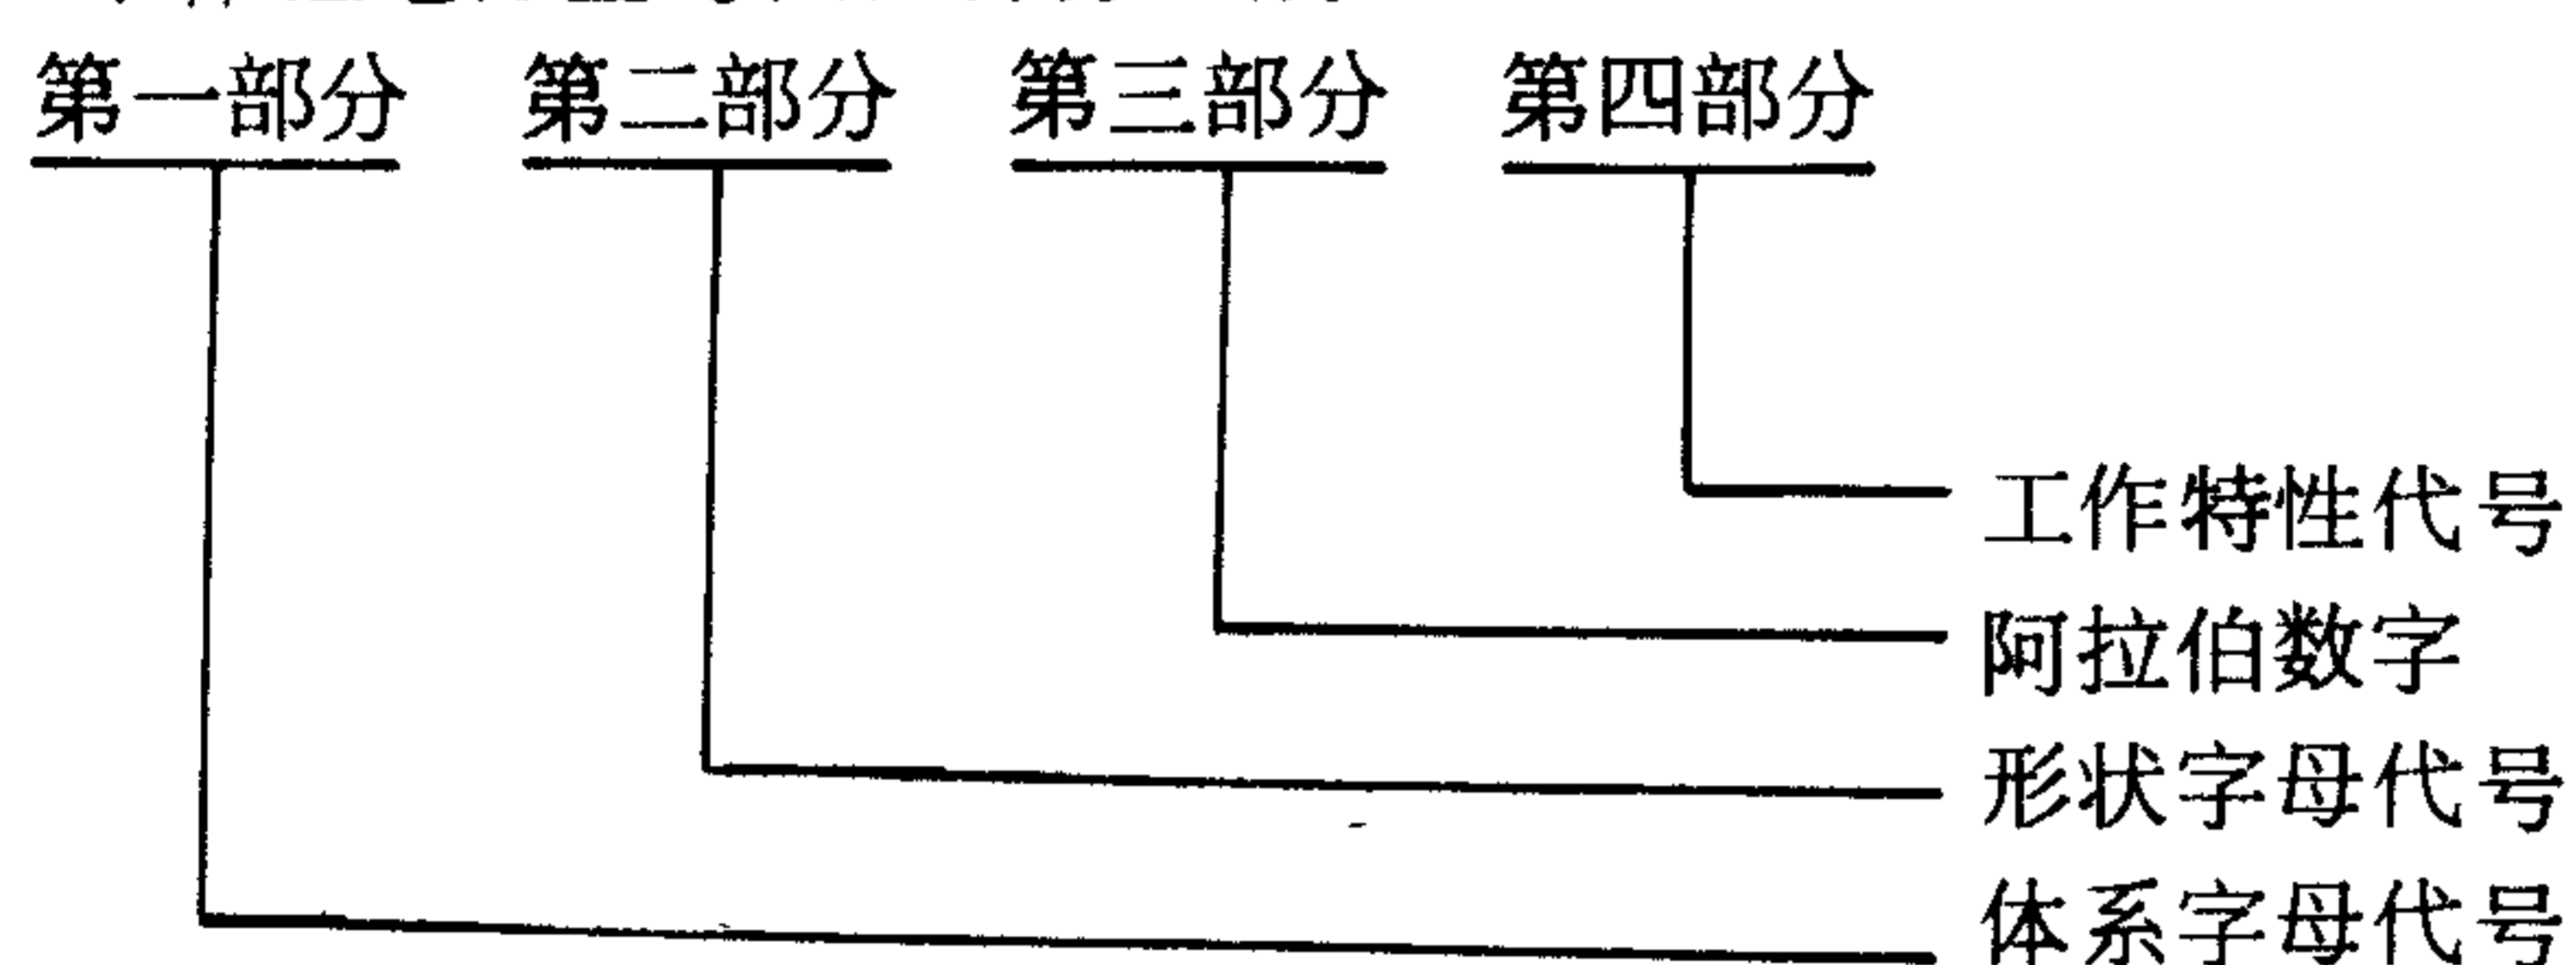 第一部分 第二部分 第三部分 第四部分
工作特性代号
阿拉伯数字
形状字母代号
体系字母代号